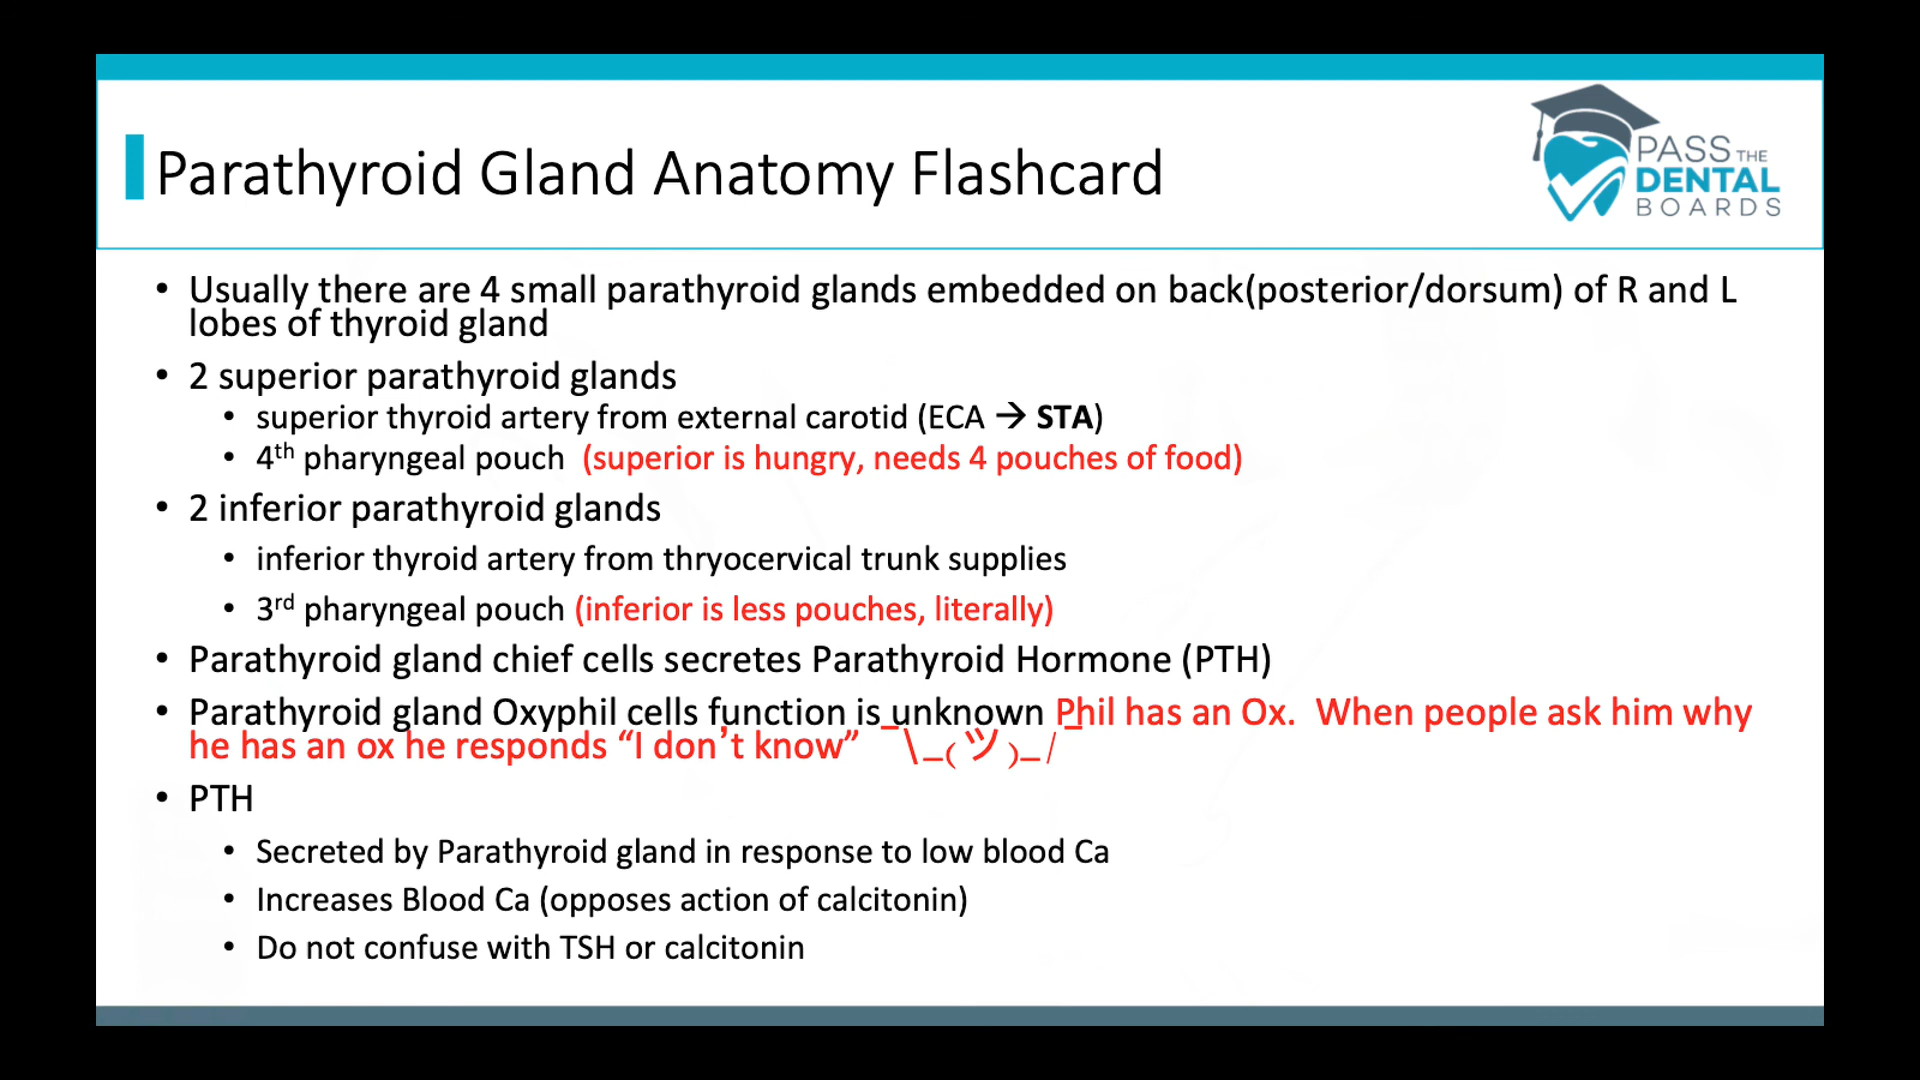 Parathyroid Gland Anatomy Flashcard
PASS THE
DENTAL
BOARDS
• Usually there are 4 small parathyroid glands embedded on back(posterior/dorsum) of R and L
lobes of thyroid gland
• 2 superior parathyroid glands
• superior thyroid artery from external carotid (ECA → STA)
• 4th pharyngeal pouch (superior is hungry, needs 4 pouches of food)
• 2 inferior parathyroid glands
• inferior thyroid artery from thryocervical trunk supplies
• 3rd pharyngeal pouch (inferior is less pouches, literally)
• Parathyroid gland chief cells secretes Parathyroid Hormone (PTH)
• Parathyroid gland Oxyphil cells function is unknown Phil has an Ox. When people ask him why
he has an ox he responds “I don’t know” ¯\_(ツ)_/¯
• PTH
• Secreted by Parathyroid gland in response to low blood Ca
• Increases Blood Ca (opposes action of calcitonin)
• Do not confuse with TSH or calcitonin